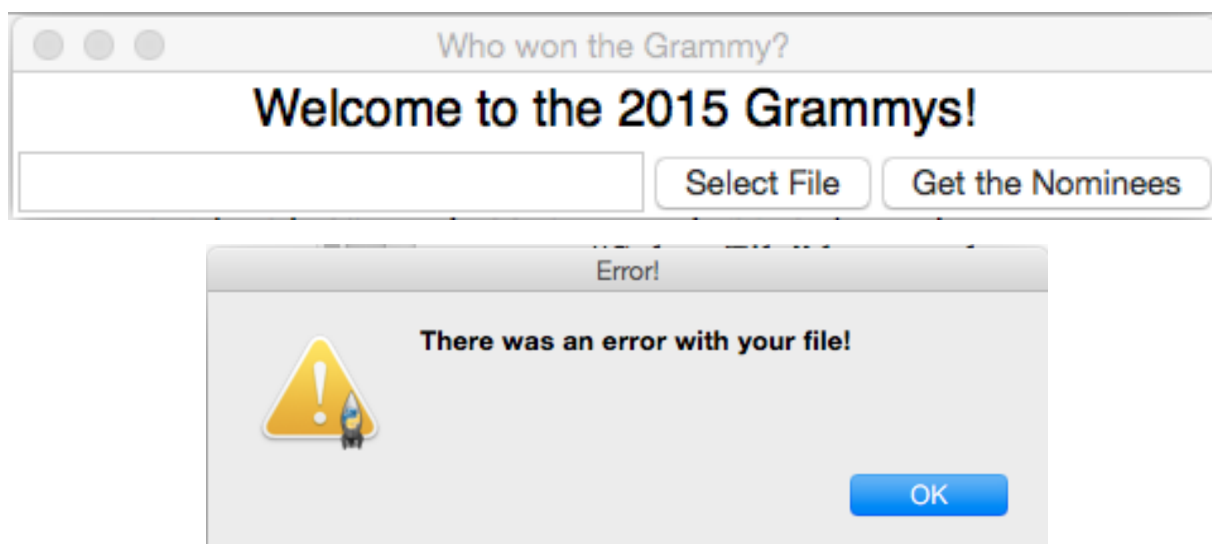 Who won the Grammy?
Welcome to the 2015 Grammys!
Select File Get the Nominees
Error!
There was an error with your file!
OK